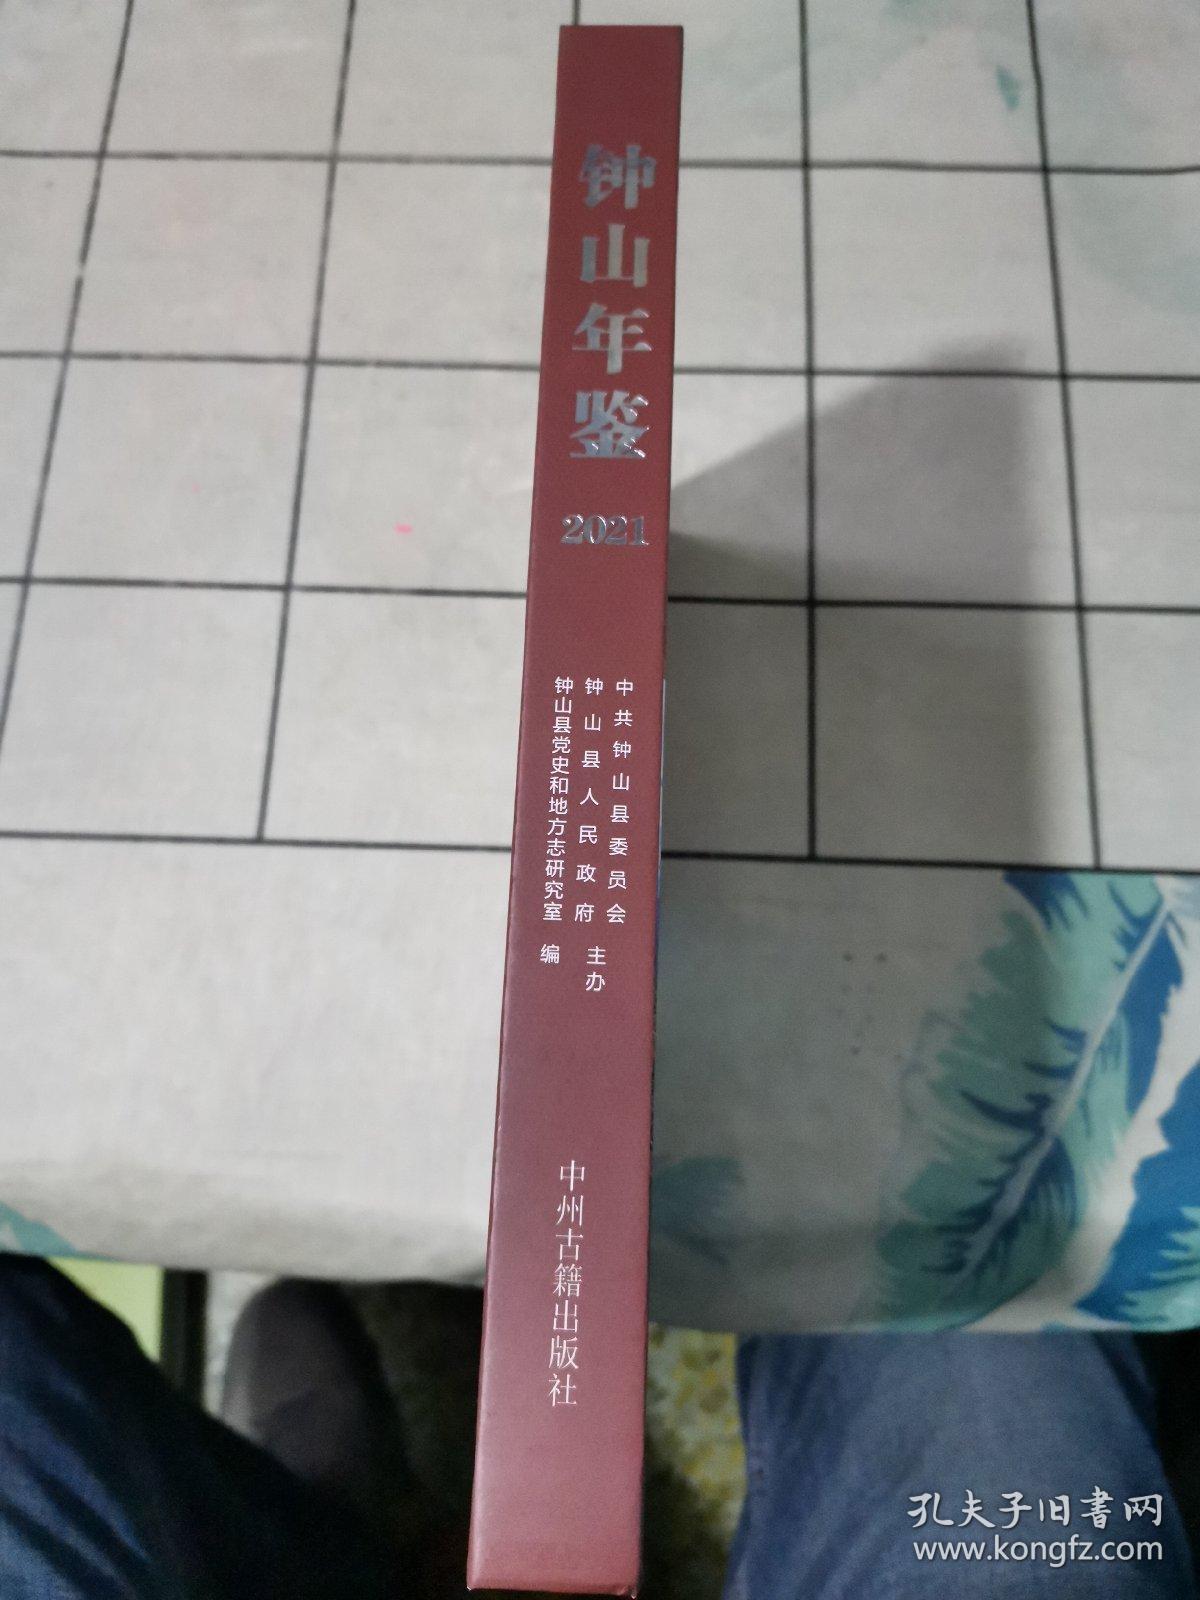 钟山年鉴
2021
中共钟山县委员会
钟山县人民政府
主办
钟山县党史和地方志研究室 编
中州古籍出版社
孔夫子旧书网
www.kongfz.com